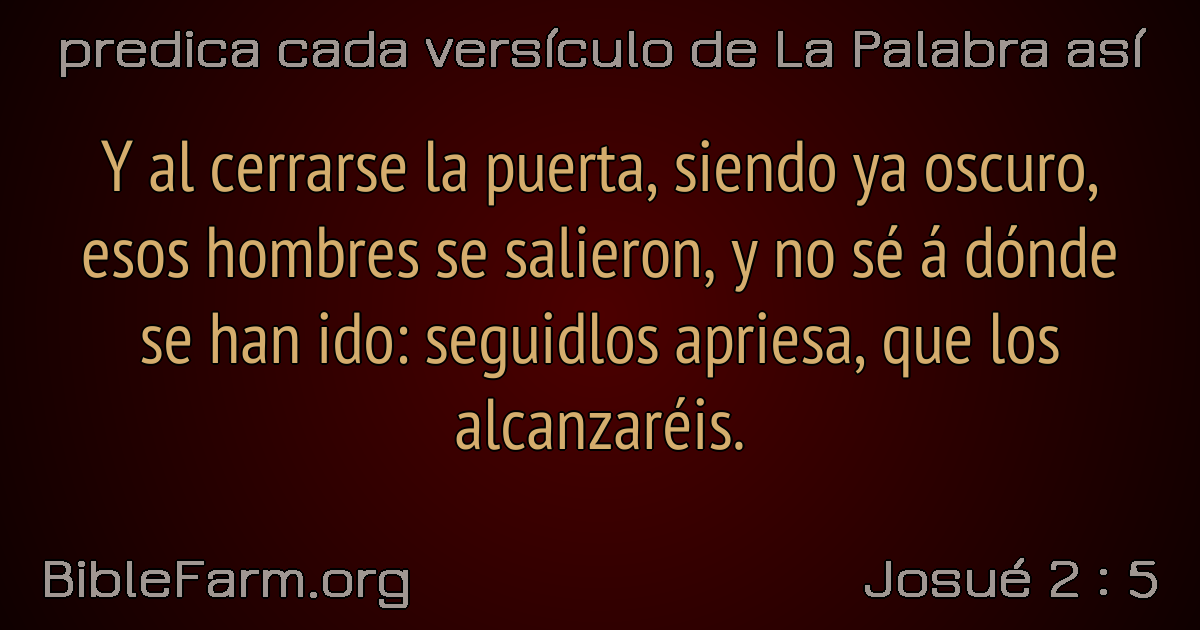 predica cada versículo de La Palabra así
Y al cerrarse la puerta, siendo ya oscuro,
esos hombres se salieron, y no sé á dónde
se han ido: seguidlos apriesa, que los
alcanzaréis.
BibleFarm.org
Josué 2 : 5